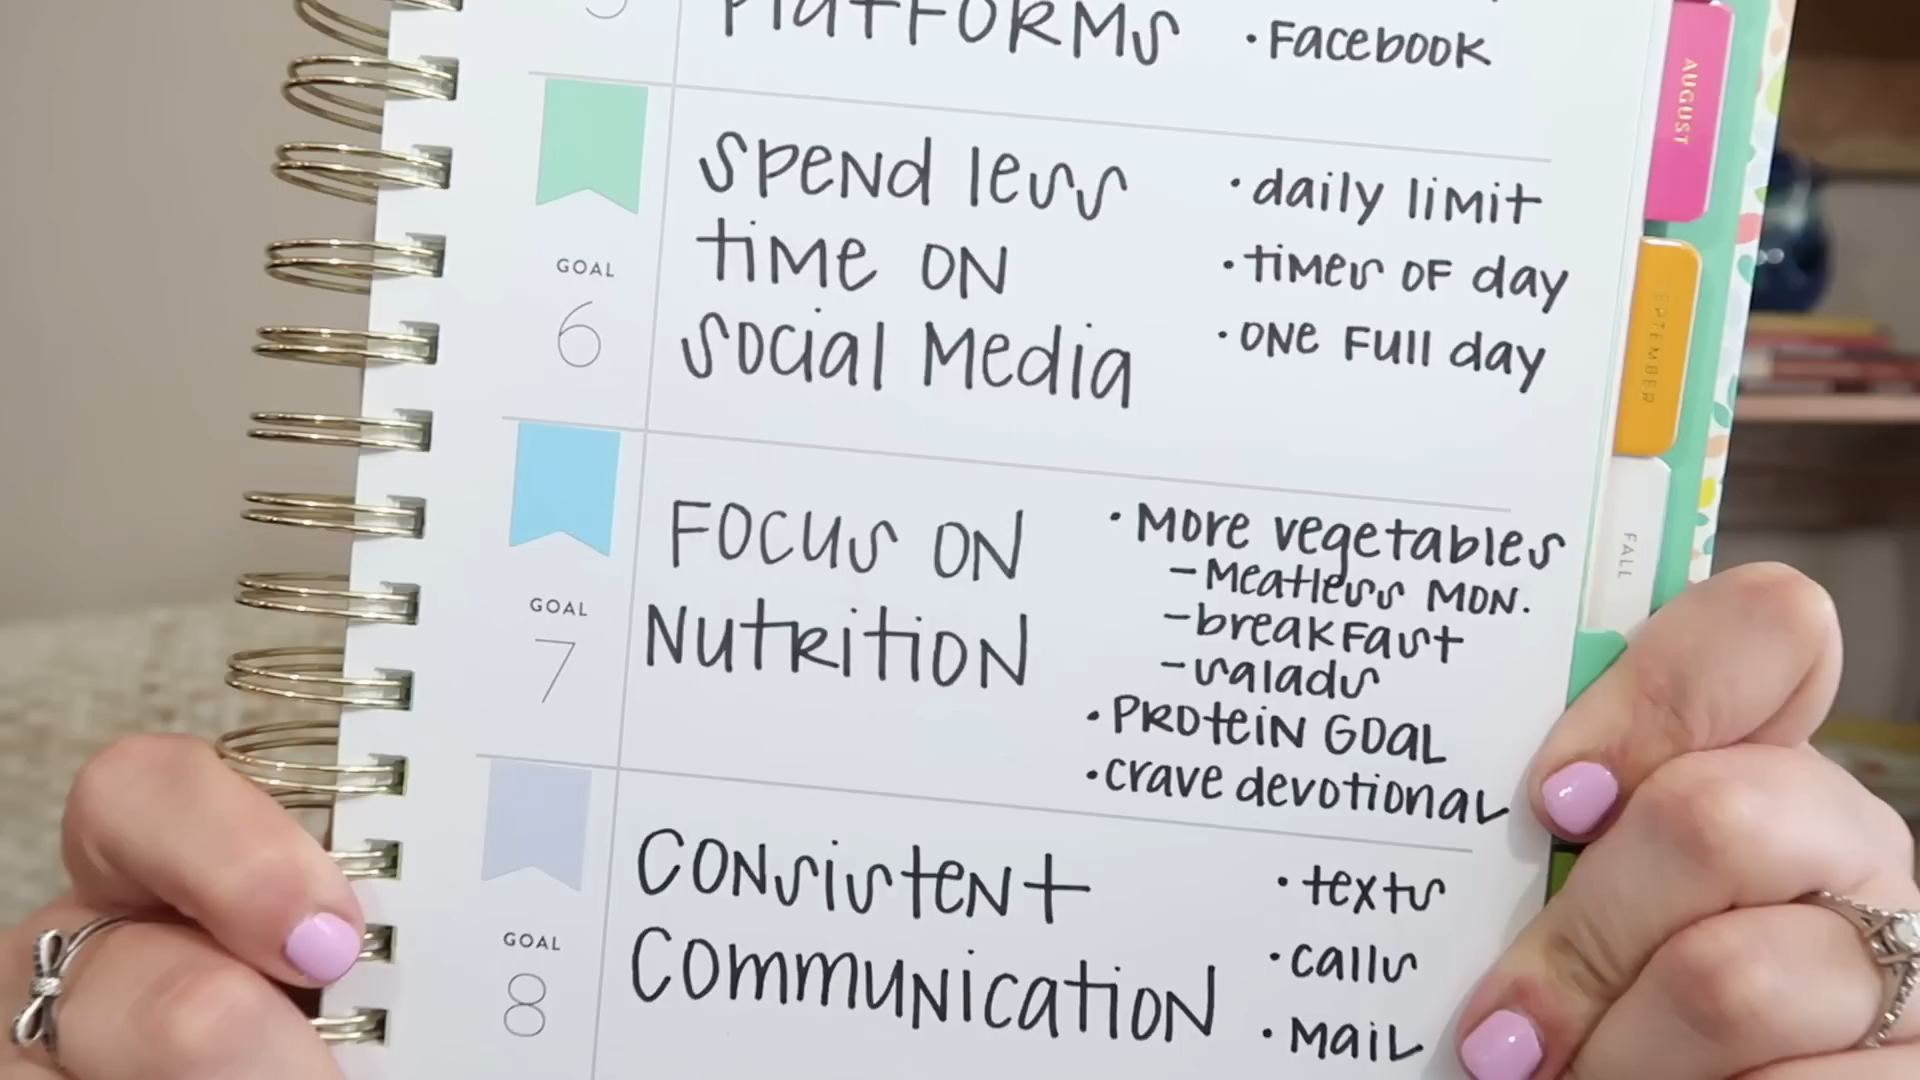 PlatFORMs
• Facebook
AUGUST
GOAL
6
spend less
time on
social Media
• daily limit
• times OF day
• ONE Full day
SEPTEMBER
GOAL
7
FOCUS ON
NutRitiON
• MORE vegetables
- Meatless MON.
- breakFast
- salads
• PROtein GOAL
• crave devotional
FALL
GOAL
8
CONsistent
CommuNicatiON
• texts
• calls
• Mail